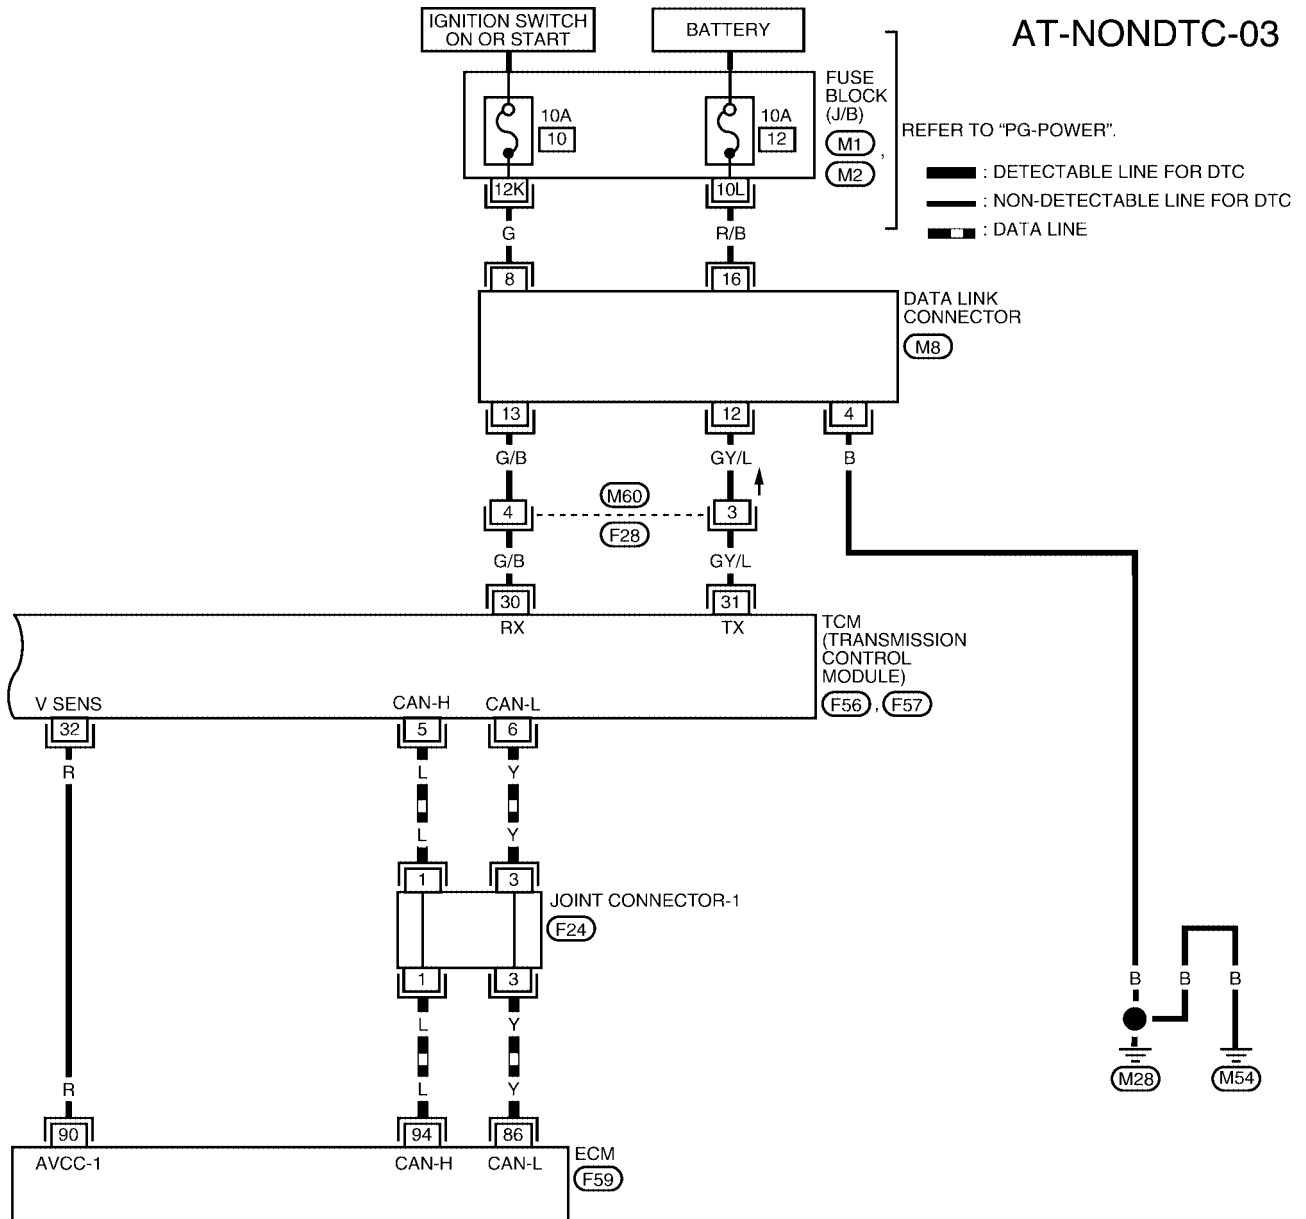 AT-NONDTC-03
IGNITION SWITCH
ON OR START
BATTERY
FUSE
BLOCK
(J/B)
M1
,
M2
10A
10
10A
12
REFER TO “PG-POWER”.
: DETECTABLE LINE FOR DTC
: NON-DETECTABLE LINE FOR DTC
: DATA LINE
12K
10L
G
R/B
8
16
DATA LINK
CONNECTOR
M8
13
12
4
G/B
GY/L
B
M60
4
3
F28
G/B
GY/L
30
31
RX
TX
TCM
(TRANSMISSION
CONTROL
MODULE)
F56 , F57
V SENS
CAN-H
CAN-L
32
5
6
R
L
Y
L
Y
1
3
JOINT CONNECTOR-1
F24
1
3
B
B
B
L
Y
M28
M54
R
L
Y
90
94
86
AVCC-1
CAN-H
CAN-L
ECM
F59